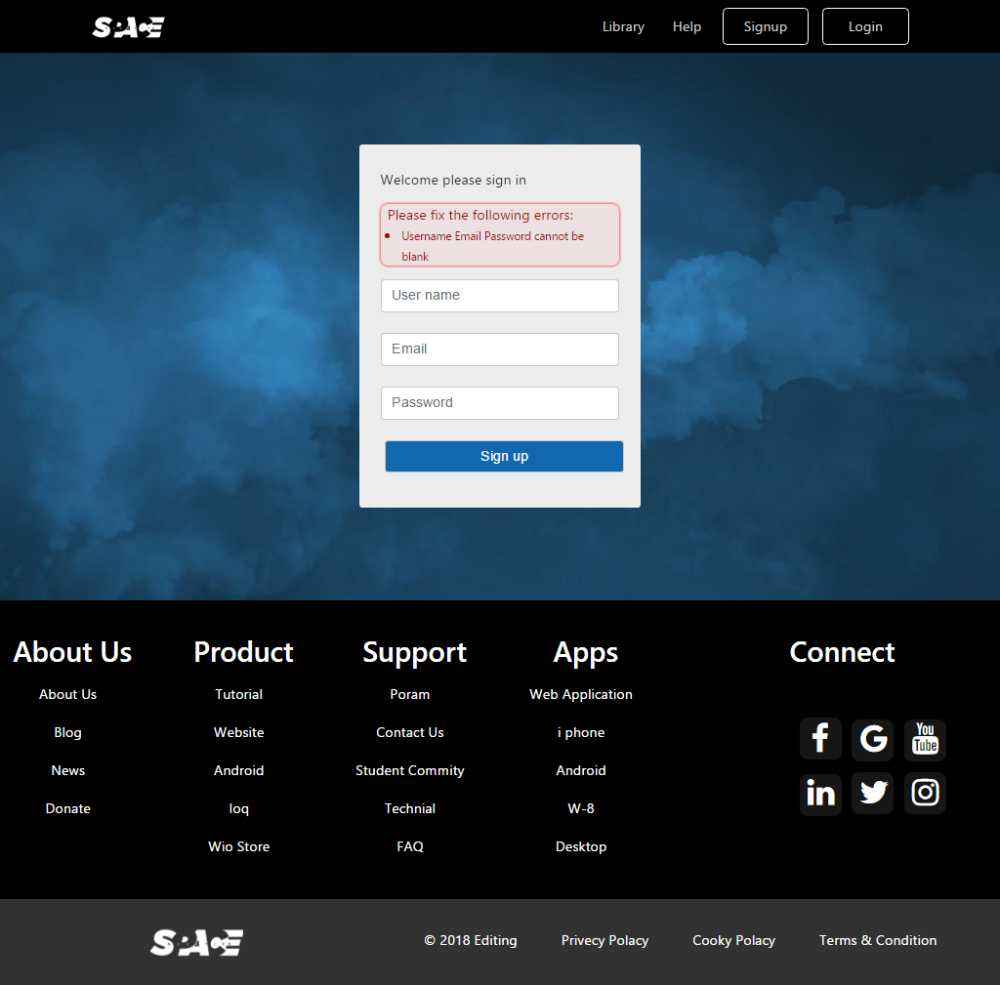 SPACE
Library Help Signup Login
Welcome please sign in
Please fix the following errors:
Username Email Password cannot be
blank
User name
Email
Password
Sign up
About Us Product Support Apps Connect
About Us Tutorial Poram Web Application
Blog Website Contact Us i phone
News Android Student Commity Android
Donate loq Technial W-8
Wio Store FAQ Desktop
You
Tube
in
SPACE
© 2018 Editing Privecy Polacy Cooky Polacy Terms & Condition